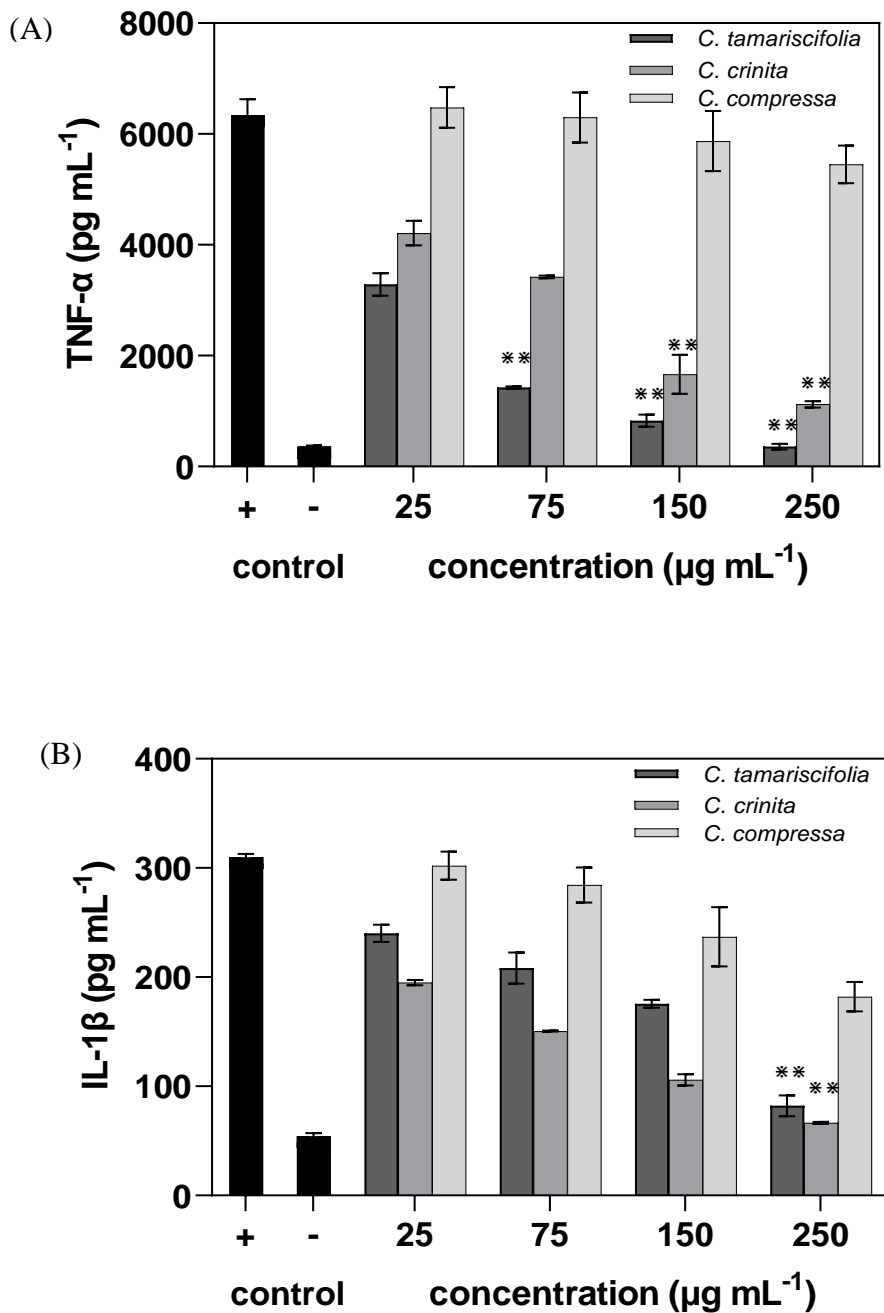 (A)
8000
6000
4000
2000
0
TNF-α (pg mL⁻¹)
C. tamariscifolia
C. crinita
C. compressa
**
**
**
**
**
+ - 25 75 150 250
control concentration (µg mL⁻¹)
(B)
400
300
200
100
0
IL-1β (pg mL⁻¹)
C. tamariscifolia
C. crinita
C. compressa
**
**
+ - 25 75 150 250
control concentration (µg mL⁻¹)